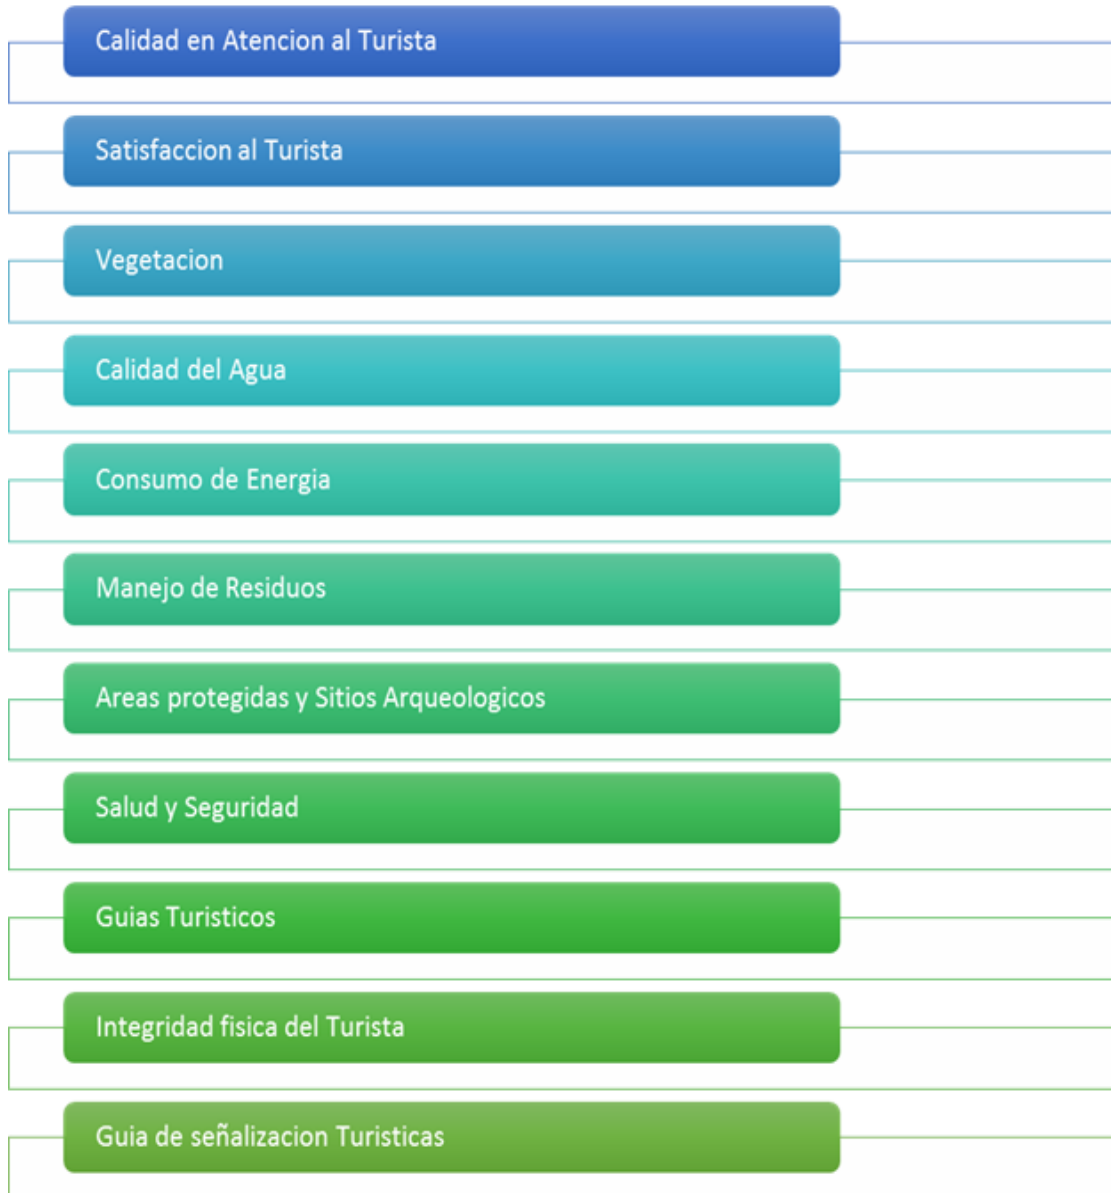 Calidad en Atencion al Turista
Satisfaccion al Turista
Vegetacion
Calidad del Agua
Consumo de Energia
Manejo de Residuos
Areas protegidas y Sitios Arqueologicos
Salud y Seguridad
Guias Turisticos
Integridad fisica del Turista
Guia de señalizacion Turisticas